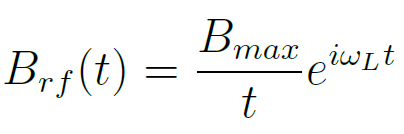 $B_{rf}(t) = \frac{B_{max}}{t} e^{i\omega_L t}$